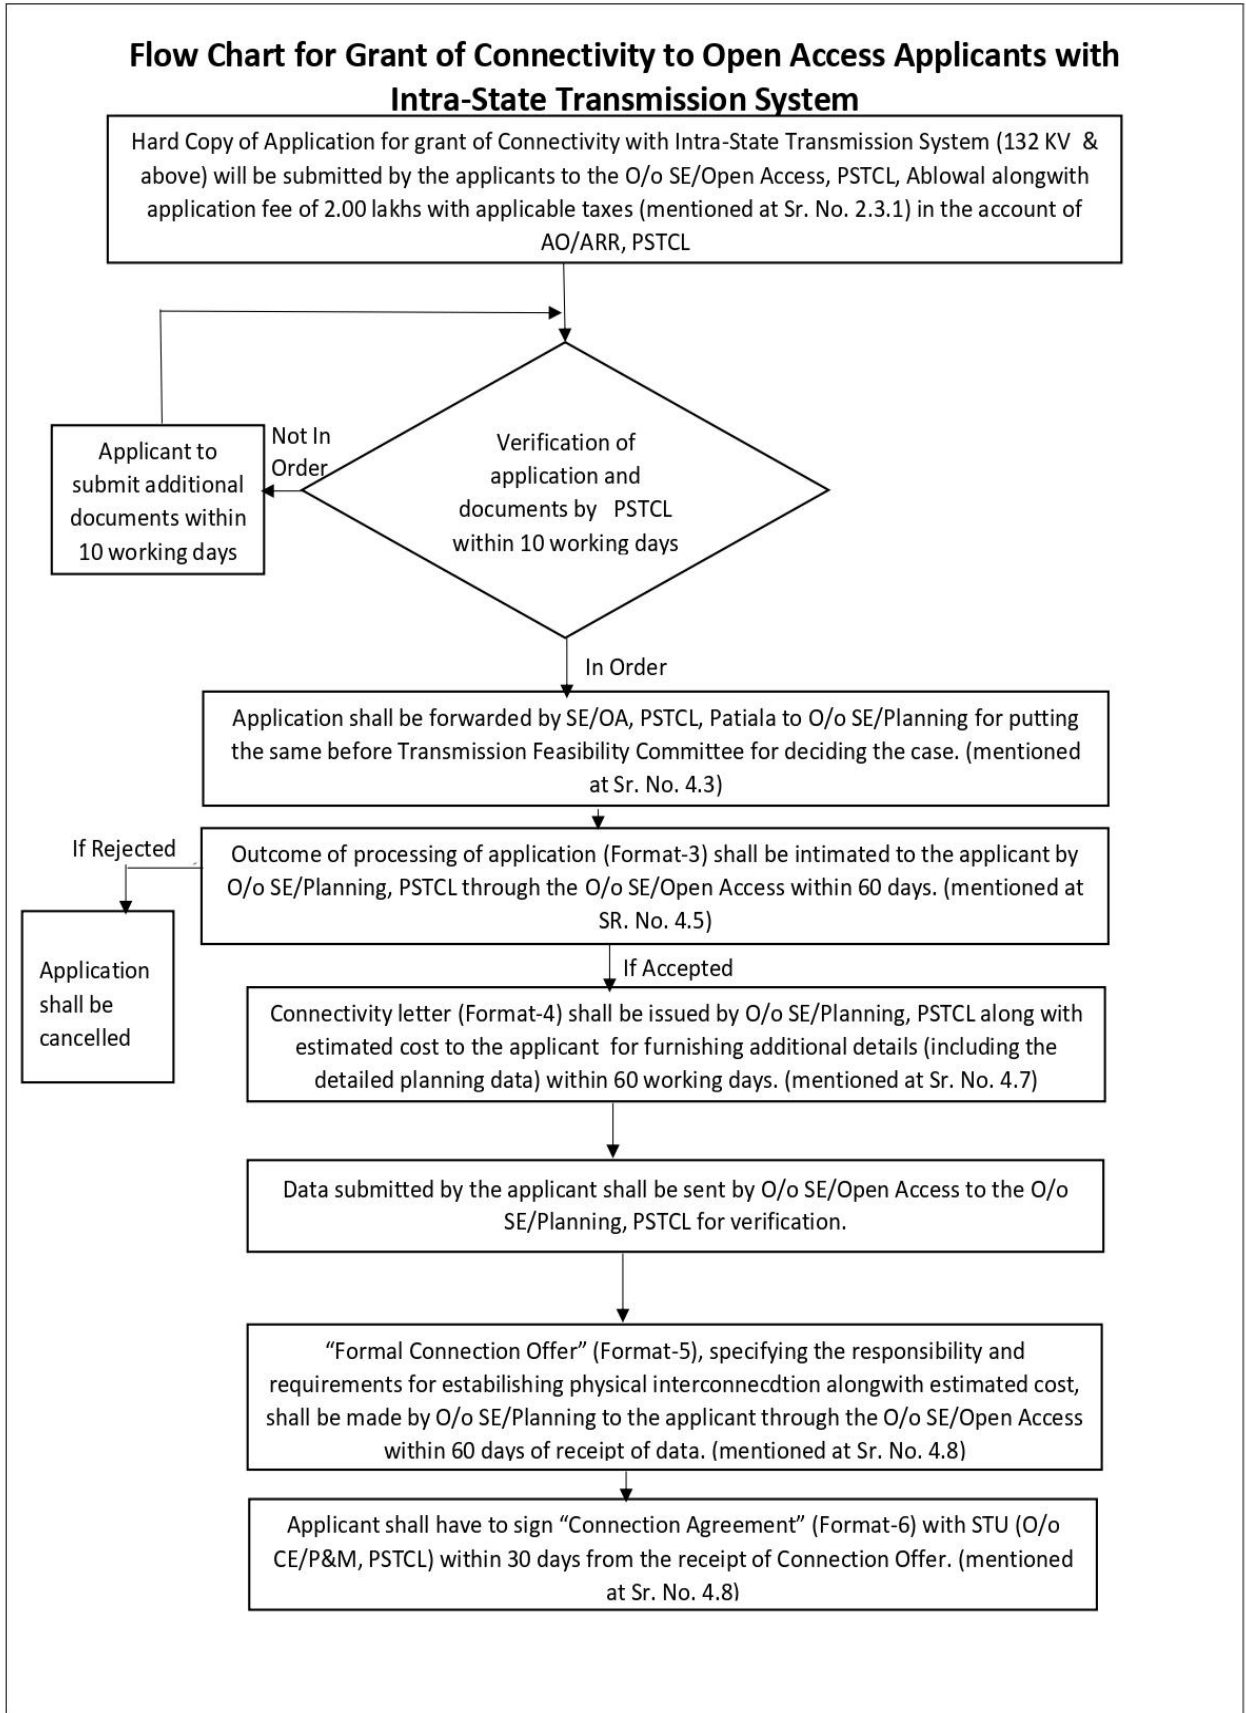 Flow Chart for Grant of Connectivity to Open Access Applicants with
Intra-State Transmission System
Hard Copy of Application for grant of Connectivity with Intra-State Transmission System (132 KV &
above) will be submitted by the applicants to the O/o SE/Open Access, PSTCL, Ablowal alongwith
application fee of 2.00 lakhs with applicable taxes (mentioned at Sr. No. 2.3.1) in the account of
AO/ARR, PSTCL
Not In
Order
Applicant to
submit additional
documents within
10 working days
Verification of
application and
documents by PSTCL
within 10 working days
In Order
Application shall be forwarded by SE/OA, PSTCL, Patiala to O/o SE/Planning for putting
the same before Transmission Feasibility Committee for deciding the case. (mentioned
at Sr. No. 4.3)
If Rejected
Outcome of processing of application (Format-3) shall be intimated to the applicant by
O/o SE/Planning, PSTCL through the O/o SE/Open Access within 60 days. (mentioned at
SR. No. 4.5)
Application
shall be
cancelled
If Accepted
Connectivity letter (Format-4) shall be issued by O/o SE/Planning, PSTCL along with
estimated cost to the applicant for furnishing additional details (including the
detailed planning data) within 60 working days. (mentioned at Sr. No. 4.7)
Data submitted by the applicant shall be sent by O/o SE/Open Access to the O/o
SE/Planning, PSTCL for verification.
“Formal Connection Offer” (Format-5), specifying the responsibility and
requirements for estabilishing physical interconnecdtion alongwith estimated cost,
shall be made by O/o SE/Planning to the applicant through the O/o SE/Open Access
within 60 days of receipt of data. (mentioned at Sr. No. 4.8)
Applicant shall have to sign “Connection Agreement” (Format-6) with STU (O/o
CE/P&M, PSTCL) within 30 days from the receipt of Connection Offer. (mentioned
at Sr. No. 4.8)